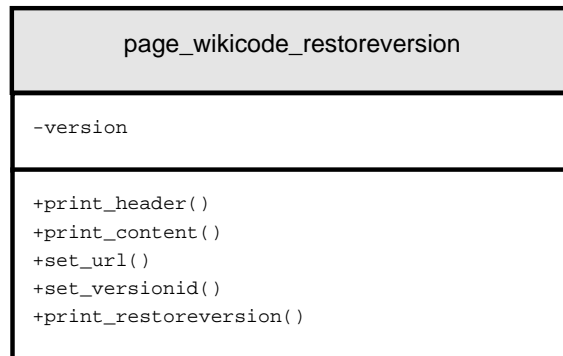 page_wikicode_restoreversion
-version
+print_header()
+print_content()
+set_url()
+set_versionid()
+print_restoreversion()